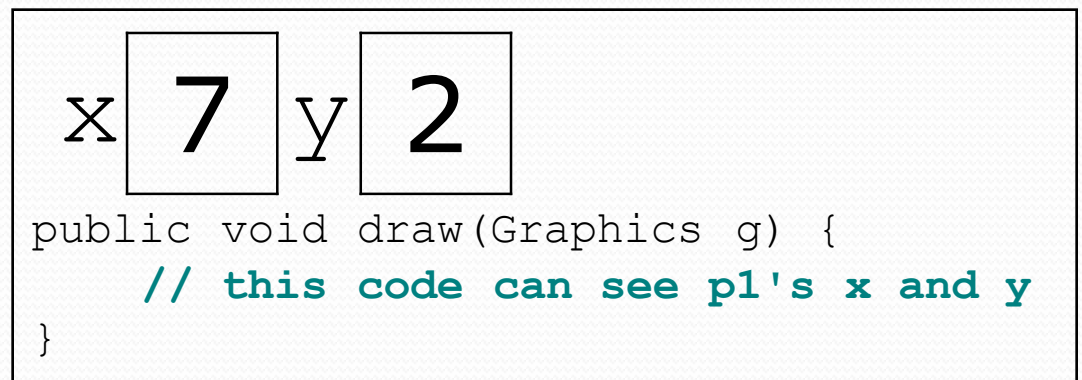 x 7 y 2
public void draw(Graphics g) {
// this code can see p1's x and y
}